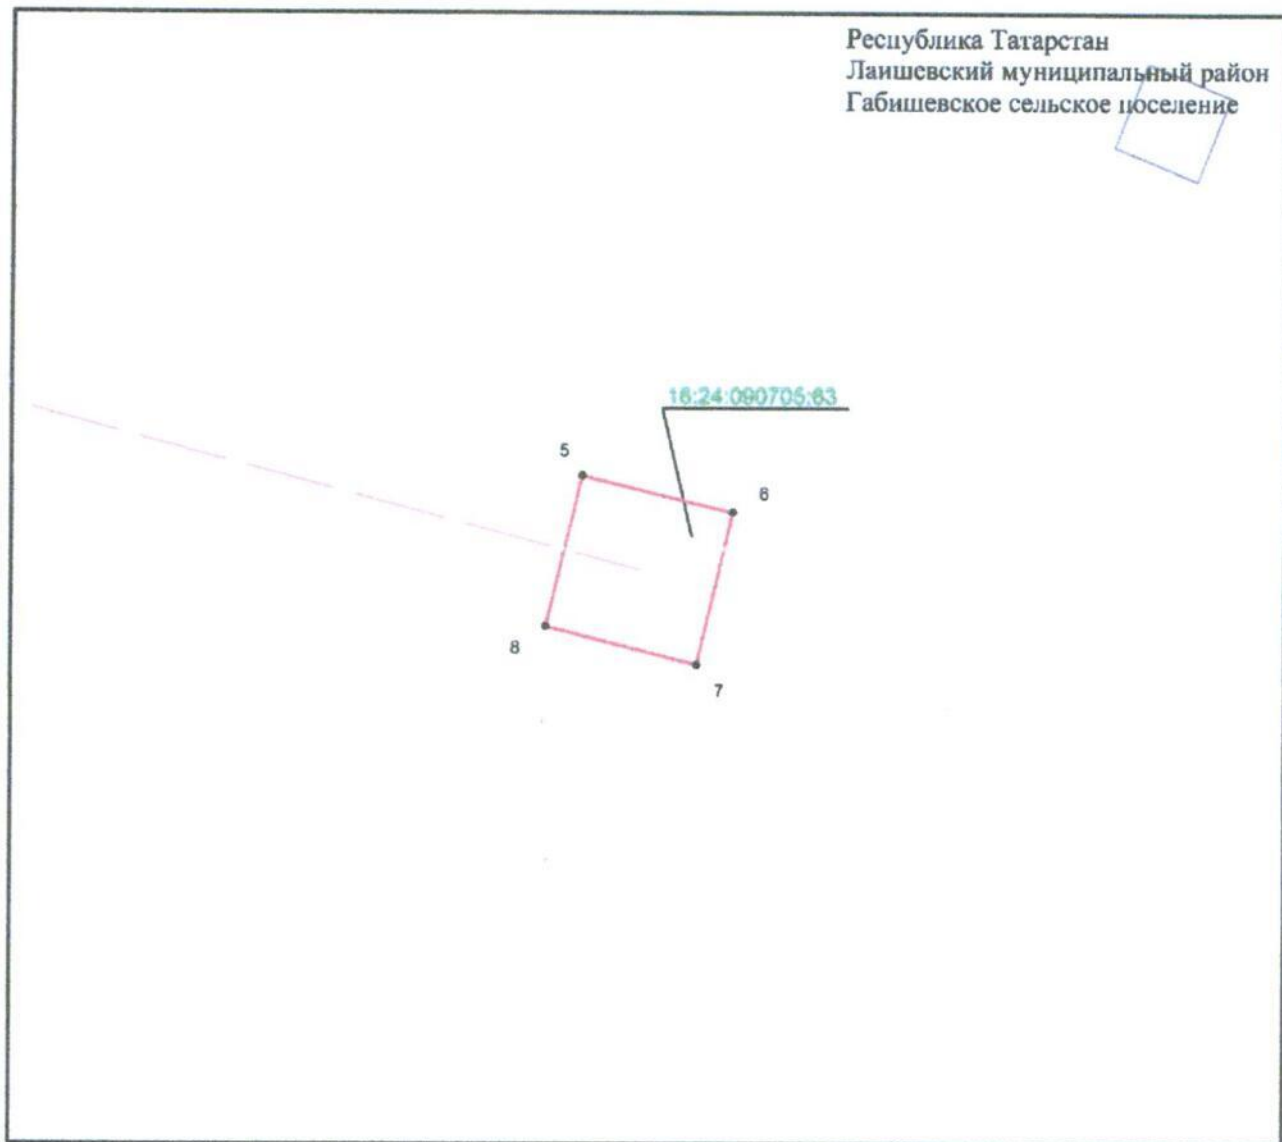 Республика Татарстан
Лаишевский муниципальный район
Габишевское сельское поселение
16:24:090705:63
5
6
8
7